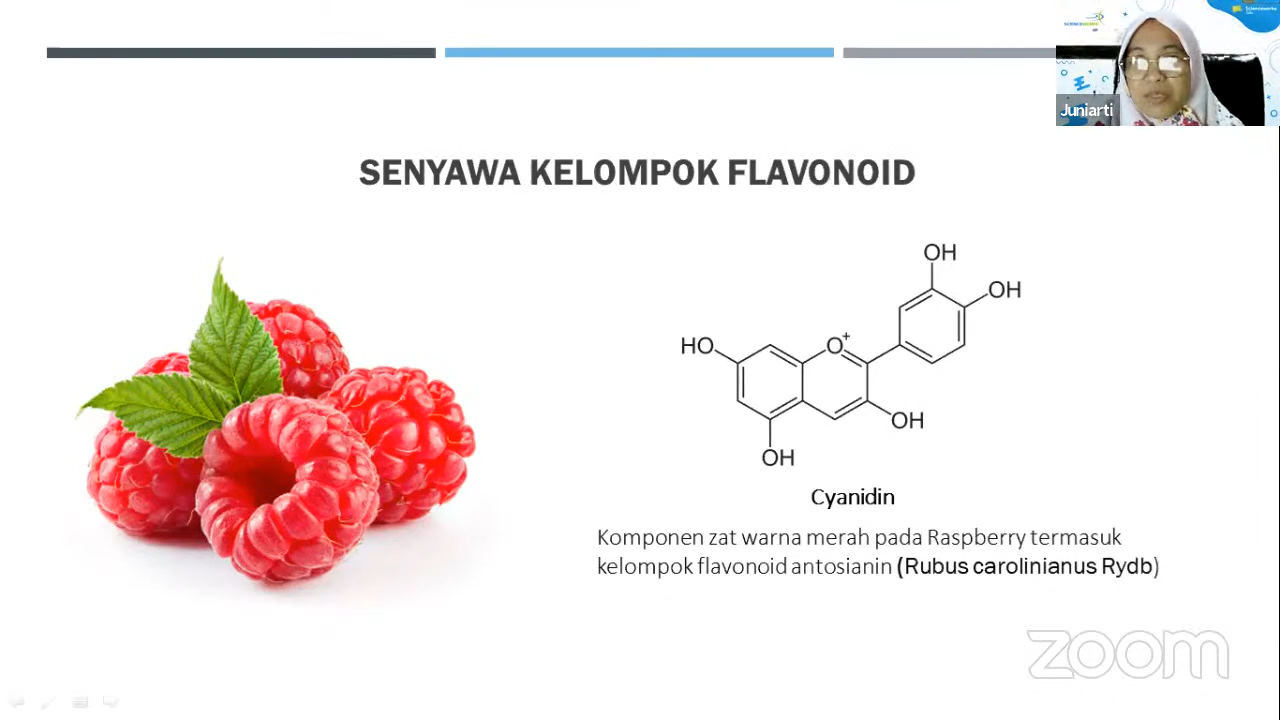 Juniarti
SENYAWA KELOMPOK FLAVONOID
OH
OH
HO
O+
OH
OH
Cyanidin
Komponen zat warna merah pada Raspberry termasuk
kelompok flavonoid antosianin (Rubus carolinianus Rydb)
zoom